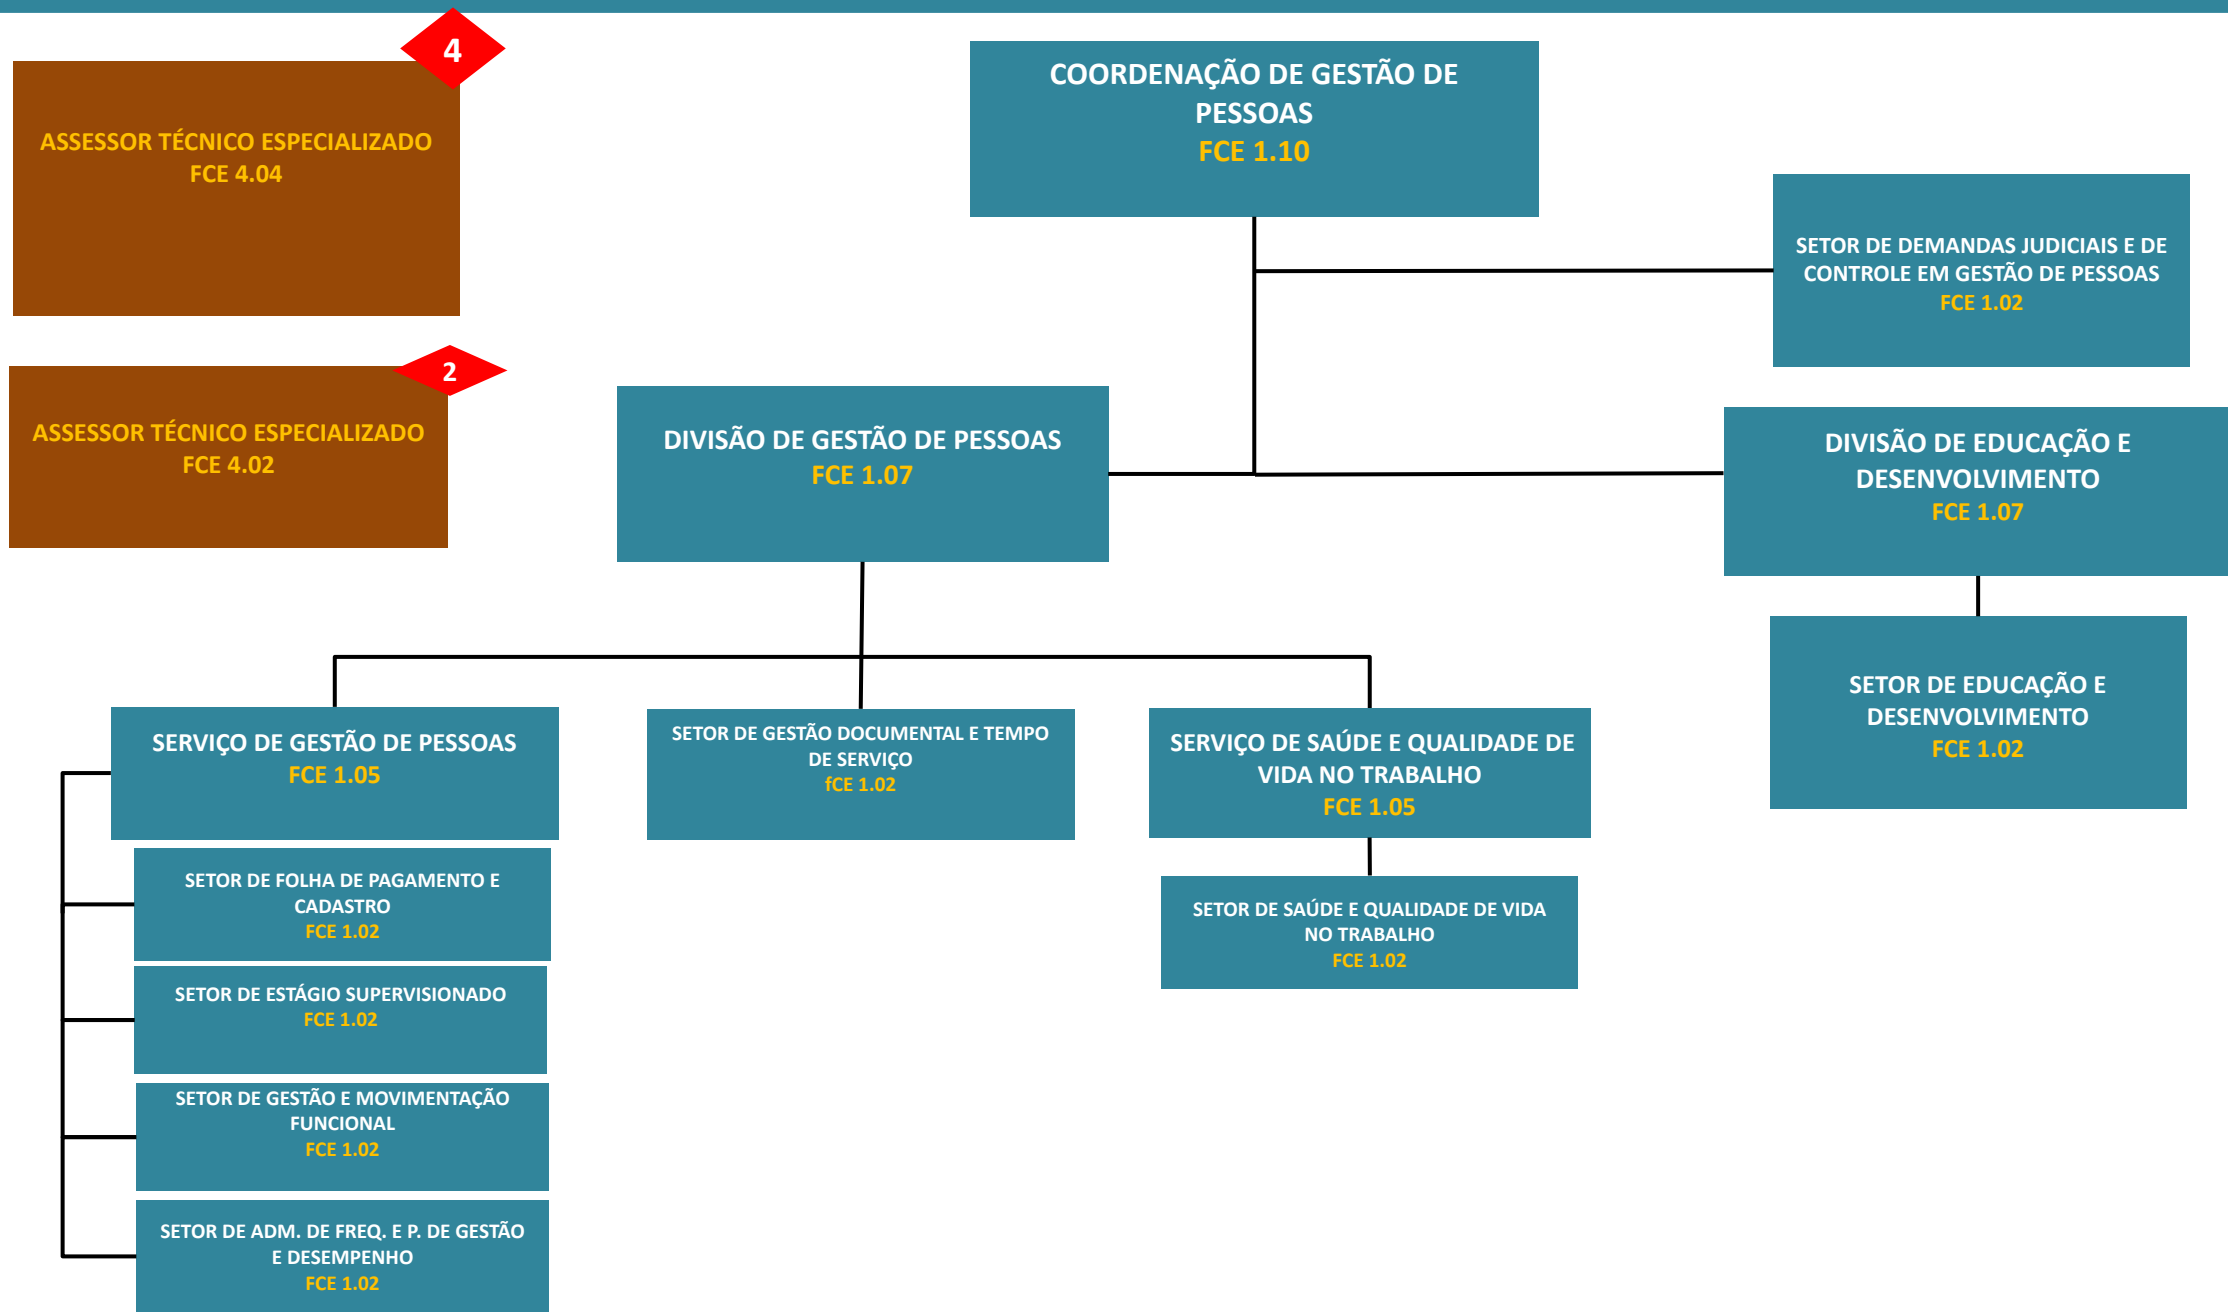 4
ASSESSOR TÉCNICO ESPECIALIZADO
FCE 4.04
COORDENAÇÃO DE GESTÃO DE
PESSOAS
FCE 1.10
SETOR DE DEMANDAS JUDICIAIS E DE
CONTROLE EM GESTÃO DE PESSOAS
FCE 1.02
2
ASSESSOR TÉCNICO ESPECIALIZADO
FCE 4.02
DIVISÃO DE GESTÃO DE PESSOAS
FCE 1.07
DIVISÃO DE EDUCAÇÃO E
DESENVOLVIMENTO
FCE 1.07
SERVIÇO DE GESTÃO DE PESSOAS
FCE 1.05
SETOR DE GESTÃO DOCUMENTAL E TEMPO
DE SERVIÇO
fCE 1.02
SERVIÇO DE SAÚDE E QUALIDADE DE
VIDA NO TRABALHO
FCE 1.05
SETOR DE EDUCAÇÃO E
DESENVOLVIMENTO
FCE 1.02
SETOR DE FOLHA DE PAGAMENTO E
CADASTRO
FCE 1.02
SETOR DE SAÚDE E QUALIDADE DE VIDA
NO TRABALHO
FCE 1.02
SETOR DE ESTÁGIO SUPERVISIONADO
FCE 1.02
SETOR DE GESTÃO E MOVIMENTAÇÃO
FUNCIONAL
FCE 1.02
SETOR DE ADM. DE FREQ. E P. DE GESTÃO
E DESEMPENHO
FCE 1.02